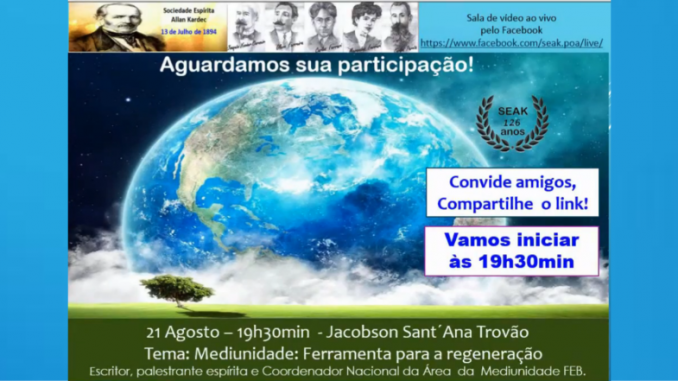 Sociedade Espírita
Allan Kardec
13 de Julho de 1894
Sala de video ao vivo
pelo Facebook
https://www.facebook.com/seak.poa/live/
Aguardamos sua participação!
SEAK
126
anos
Convide amigos,
Compartilhe o link!
Vamos iniciar
às 19h30min
21 Agosto – 19h30min - Jacobson Sant´Ana Trovão
Tema: Mediunidade: Ferramenta para a regeneração
Escritor, palestrante espírita e Coordenador Nacional da Área da Mediunidade FEB.